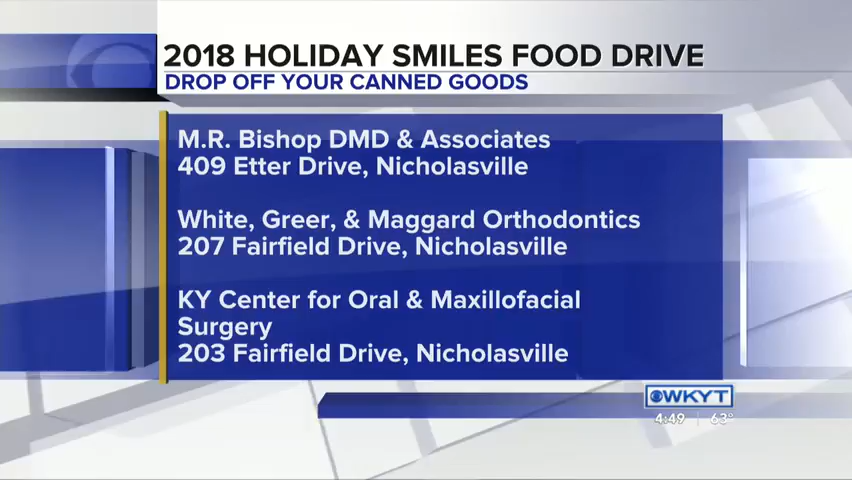 2018 HOLIDAY SMILES FOOD DRIVE
DROP OFF YOUR CANNED GOODS
M.R. Bishop DMD & Associates
409 Etter Drive, Nicholasville
White, Greer, & Maggard Orthodontics
207 Fairfield Drive, Nicholasville
KY Center for Oral & Maxillofacial
Surgery
203 Fairfield Drive, Nicholasville
WKYT
4:49 63°